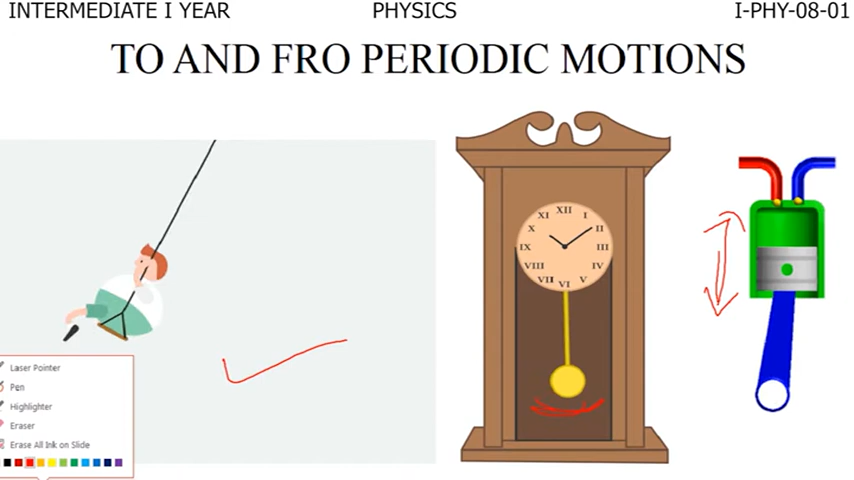 INTERMEDIATE I YEAR PHYSICS I-PHY-08-01
TO AND FRO PERIODIC MOTIONS
XII
XI I
X II
IX III
VIII IV
VII V
VI
Laser Pointer
Pen
Highlighter
Eraser
Erase All Ink on Slide